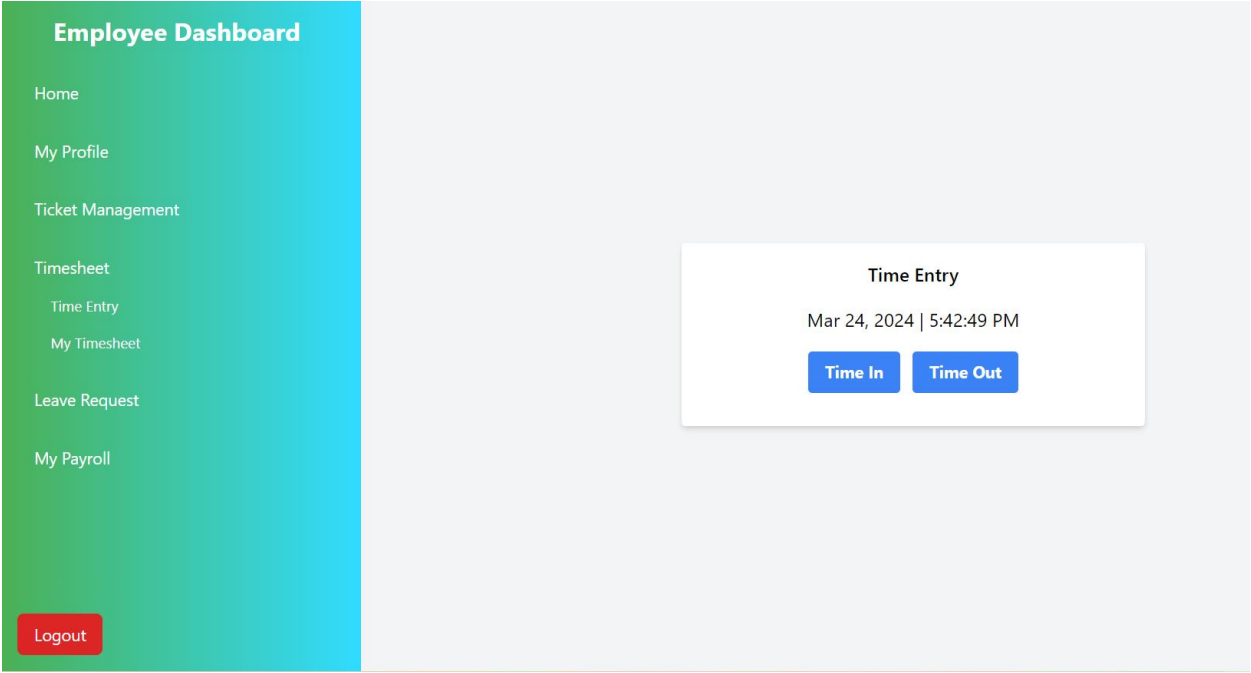 Employee Dashboard
Home
My Profile
Ticket Management
Timesheet
Time Entry
My Timesheet
Leave Request
My Payroll
Logout
Time Entry
Mar 24, 2024 | 5:42:49 PM
Time In Time Out